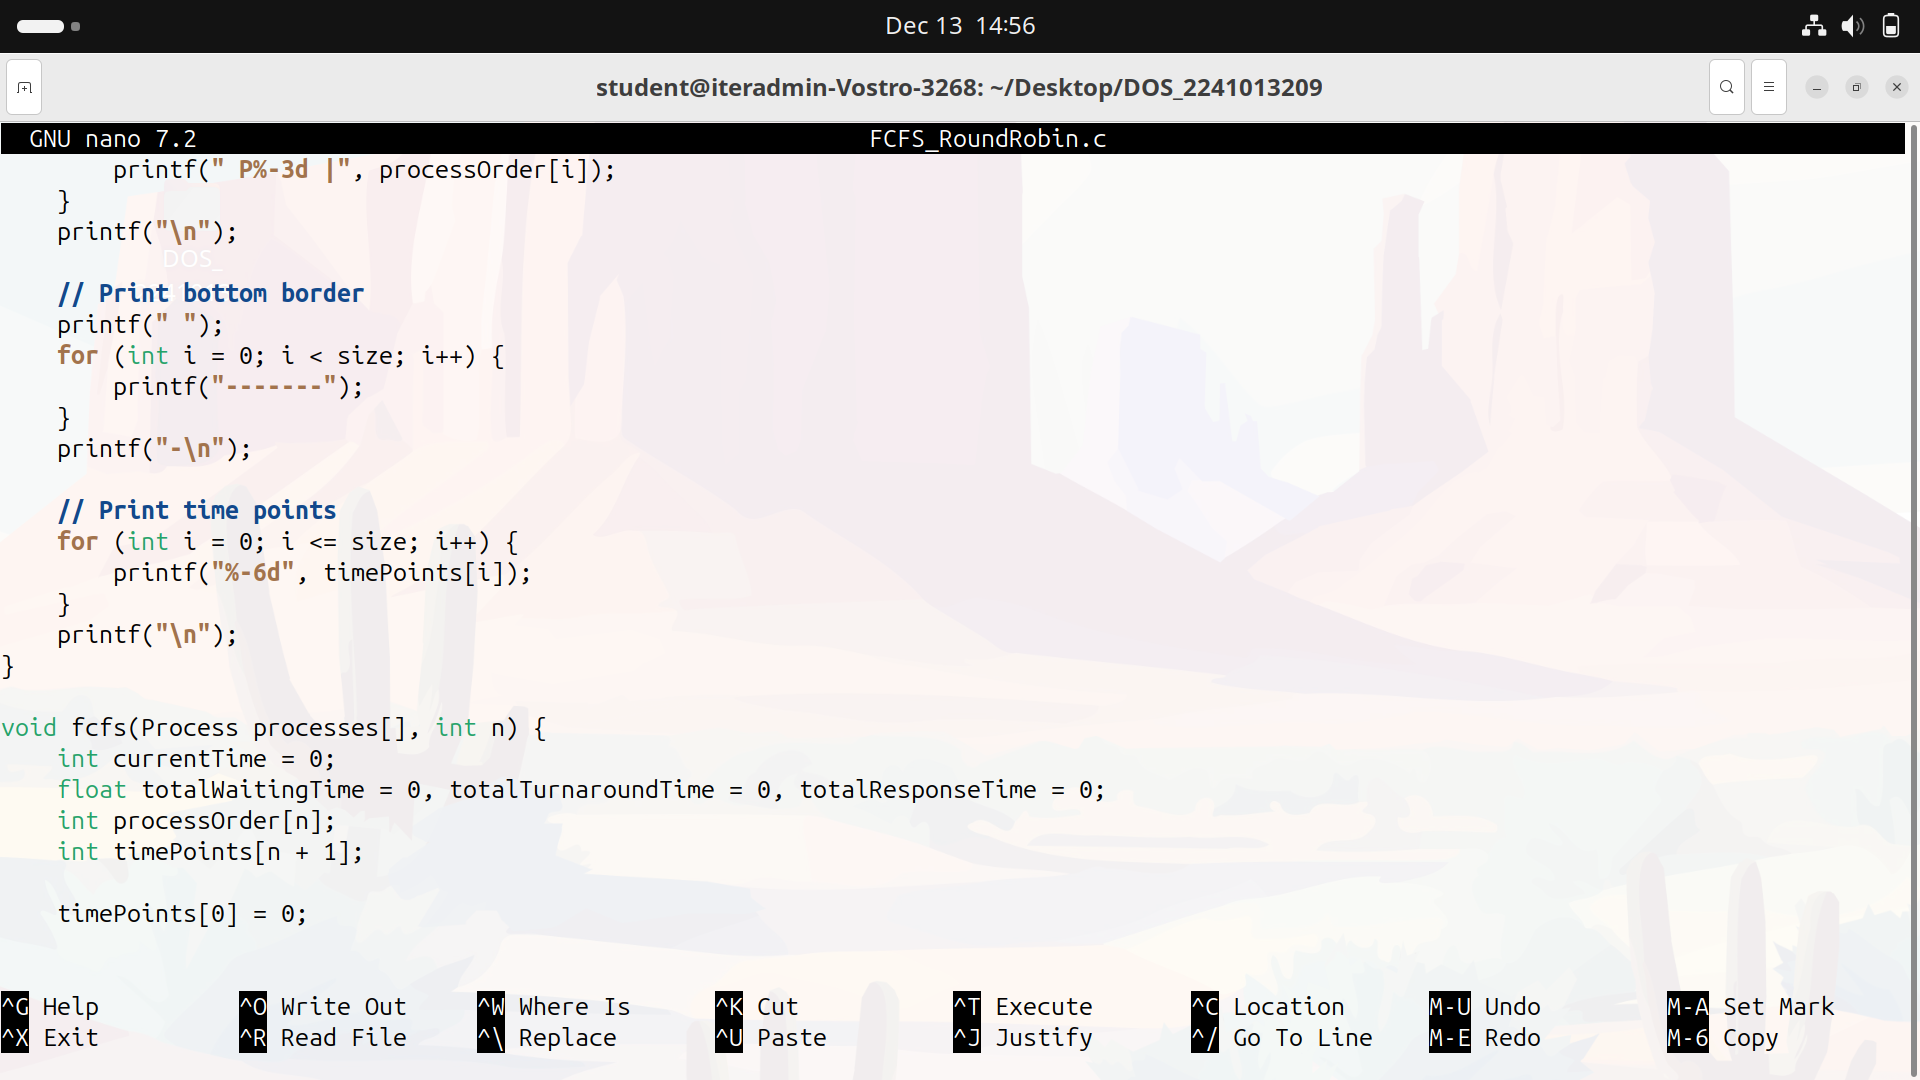 Dec 13 14:56
student@iteradmin-Vostro-3268: ~/Desktop/DOS_2241013209
GNU nano 7.2 FCFS_RoundRobin.c
        printf(" P%-3d |", processOrder[i]);
    }
    printf("\n");
DOS_
    // Print bottom border
    printf(" ");
    for (int i = 0; i < size; i++) {
        printf("-------");
    }
    printf("-\n");
    // Print time points
    for (int i = 0; i <= size; i++) {
        printf("%-6d", timePoints[i]);
    }
    printf("\n");
}
void fcfs(Process processes[], int n) {
    int currentTime = 0;
    float totalWaitingTime = 0, totalTurnaroundTime = 0, totalResponseTime = 0;
    int processOrder[n];
    int timePoints[n + 1];
    timePoints[0] = 0;
^G Help ^O Write Out ^W Where Is ^K Cut ^T Execute ^C Location M-U Undo M-A Set Mark
^X Exit ^R Read File ^\ Replace ^U Paste ^J Justify ^/ Go To Line M-E Redo M-6 Copy